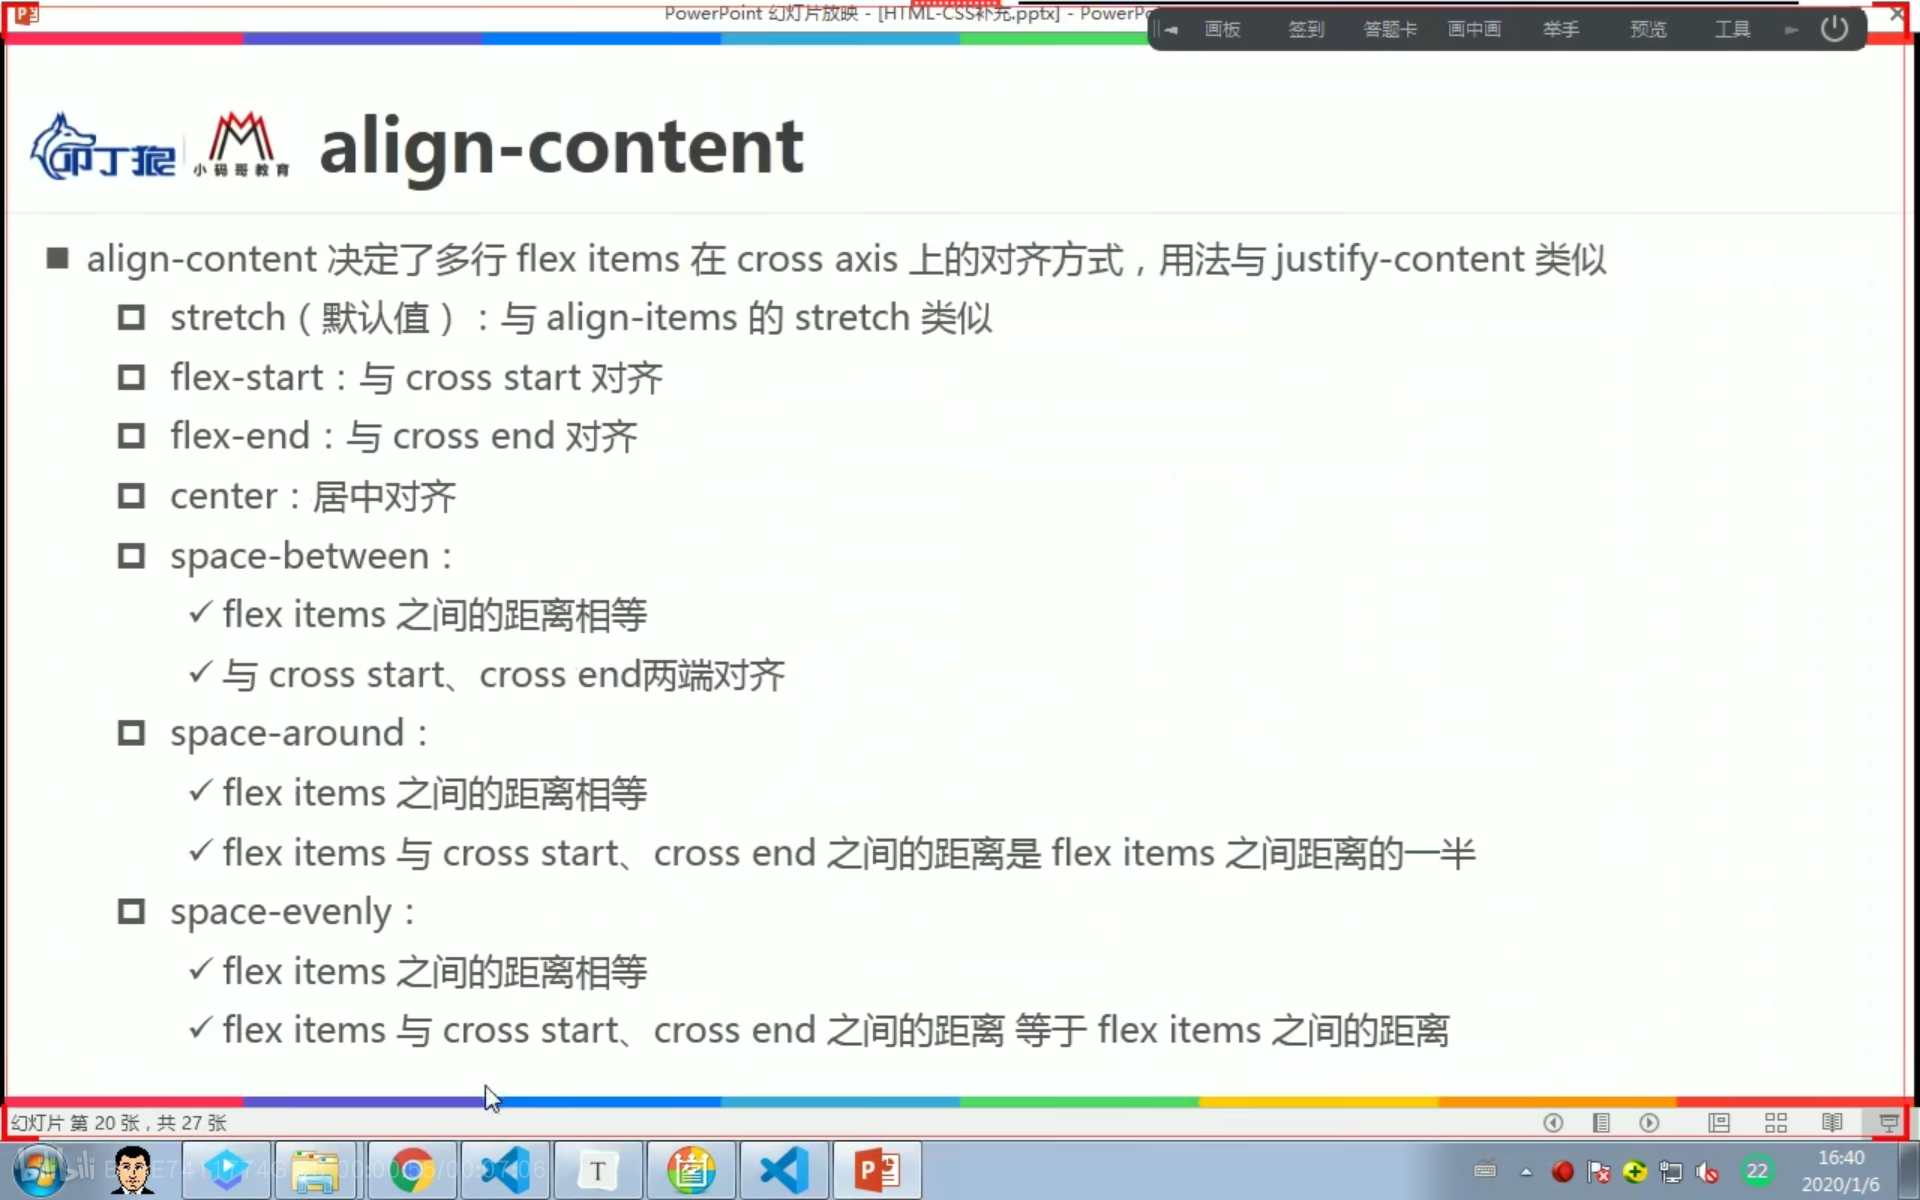 PowerPoint 幻灯片放映 - [HTML-CSS补充.pptx] - PowerPo
画板 签到 答题卡 画中画 举手 预览 工具
叩丁狼 小码哥教育 align-content
align-content 决定了多行 flex items 在 cross axis 上的对齐方式，用法与 justify-content 类似
stretch（默认值）：与 align-items 的 stretch 类似
flex-start：与 cross start 对齐
flex-end：与 cross end 对齐
center：居中对齐
space-between：
flex items 之间的距离相等
与 cross start、cross end两端对齐
space-around：
flex items 之间的距离相等
flex items 与 cross start、cross end 之间的距离是 flex items 之间距离的一半
space-evenly：
flex items 之间的距离相等
flex items 与 cross start、cross end 之间的距离 等于 flex items 之间的距离
幻灯片 第 20 张，共 27 张
22
16:40
2020/1/6